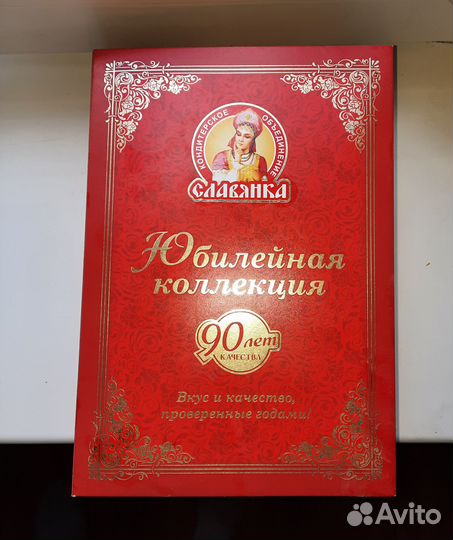 КОНДИТЕРСКОЕ ОБЪЕДИНЕНИЕ
СЛАВЯНКА
Юбилейная
коллекция
90 лет
КАЧЕСТВА
Вкус и качество,
проверенные годами!
Avito